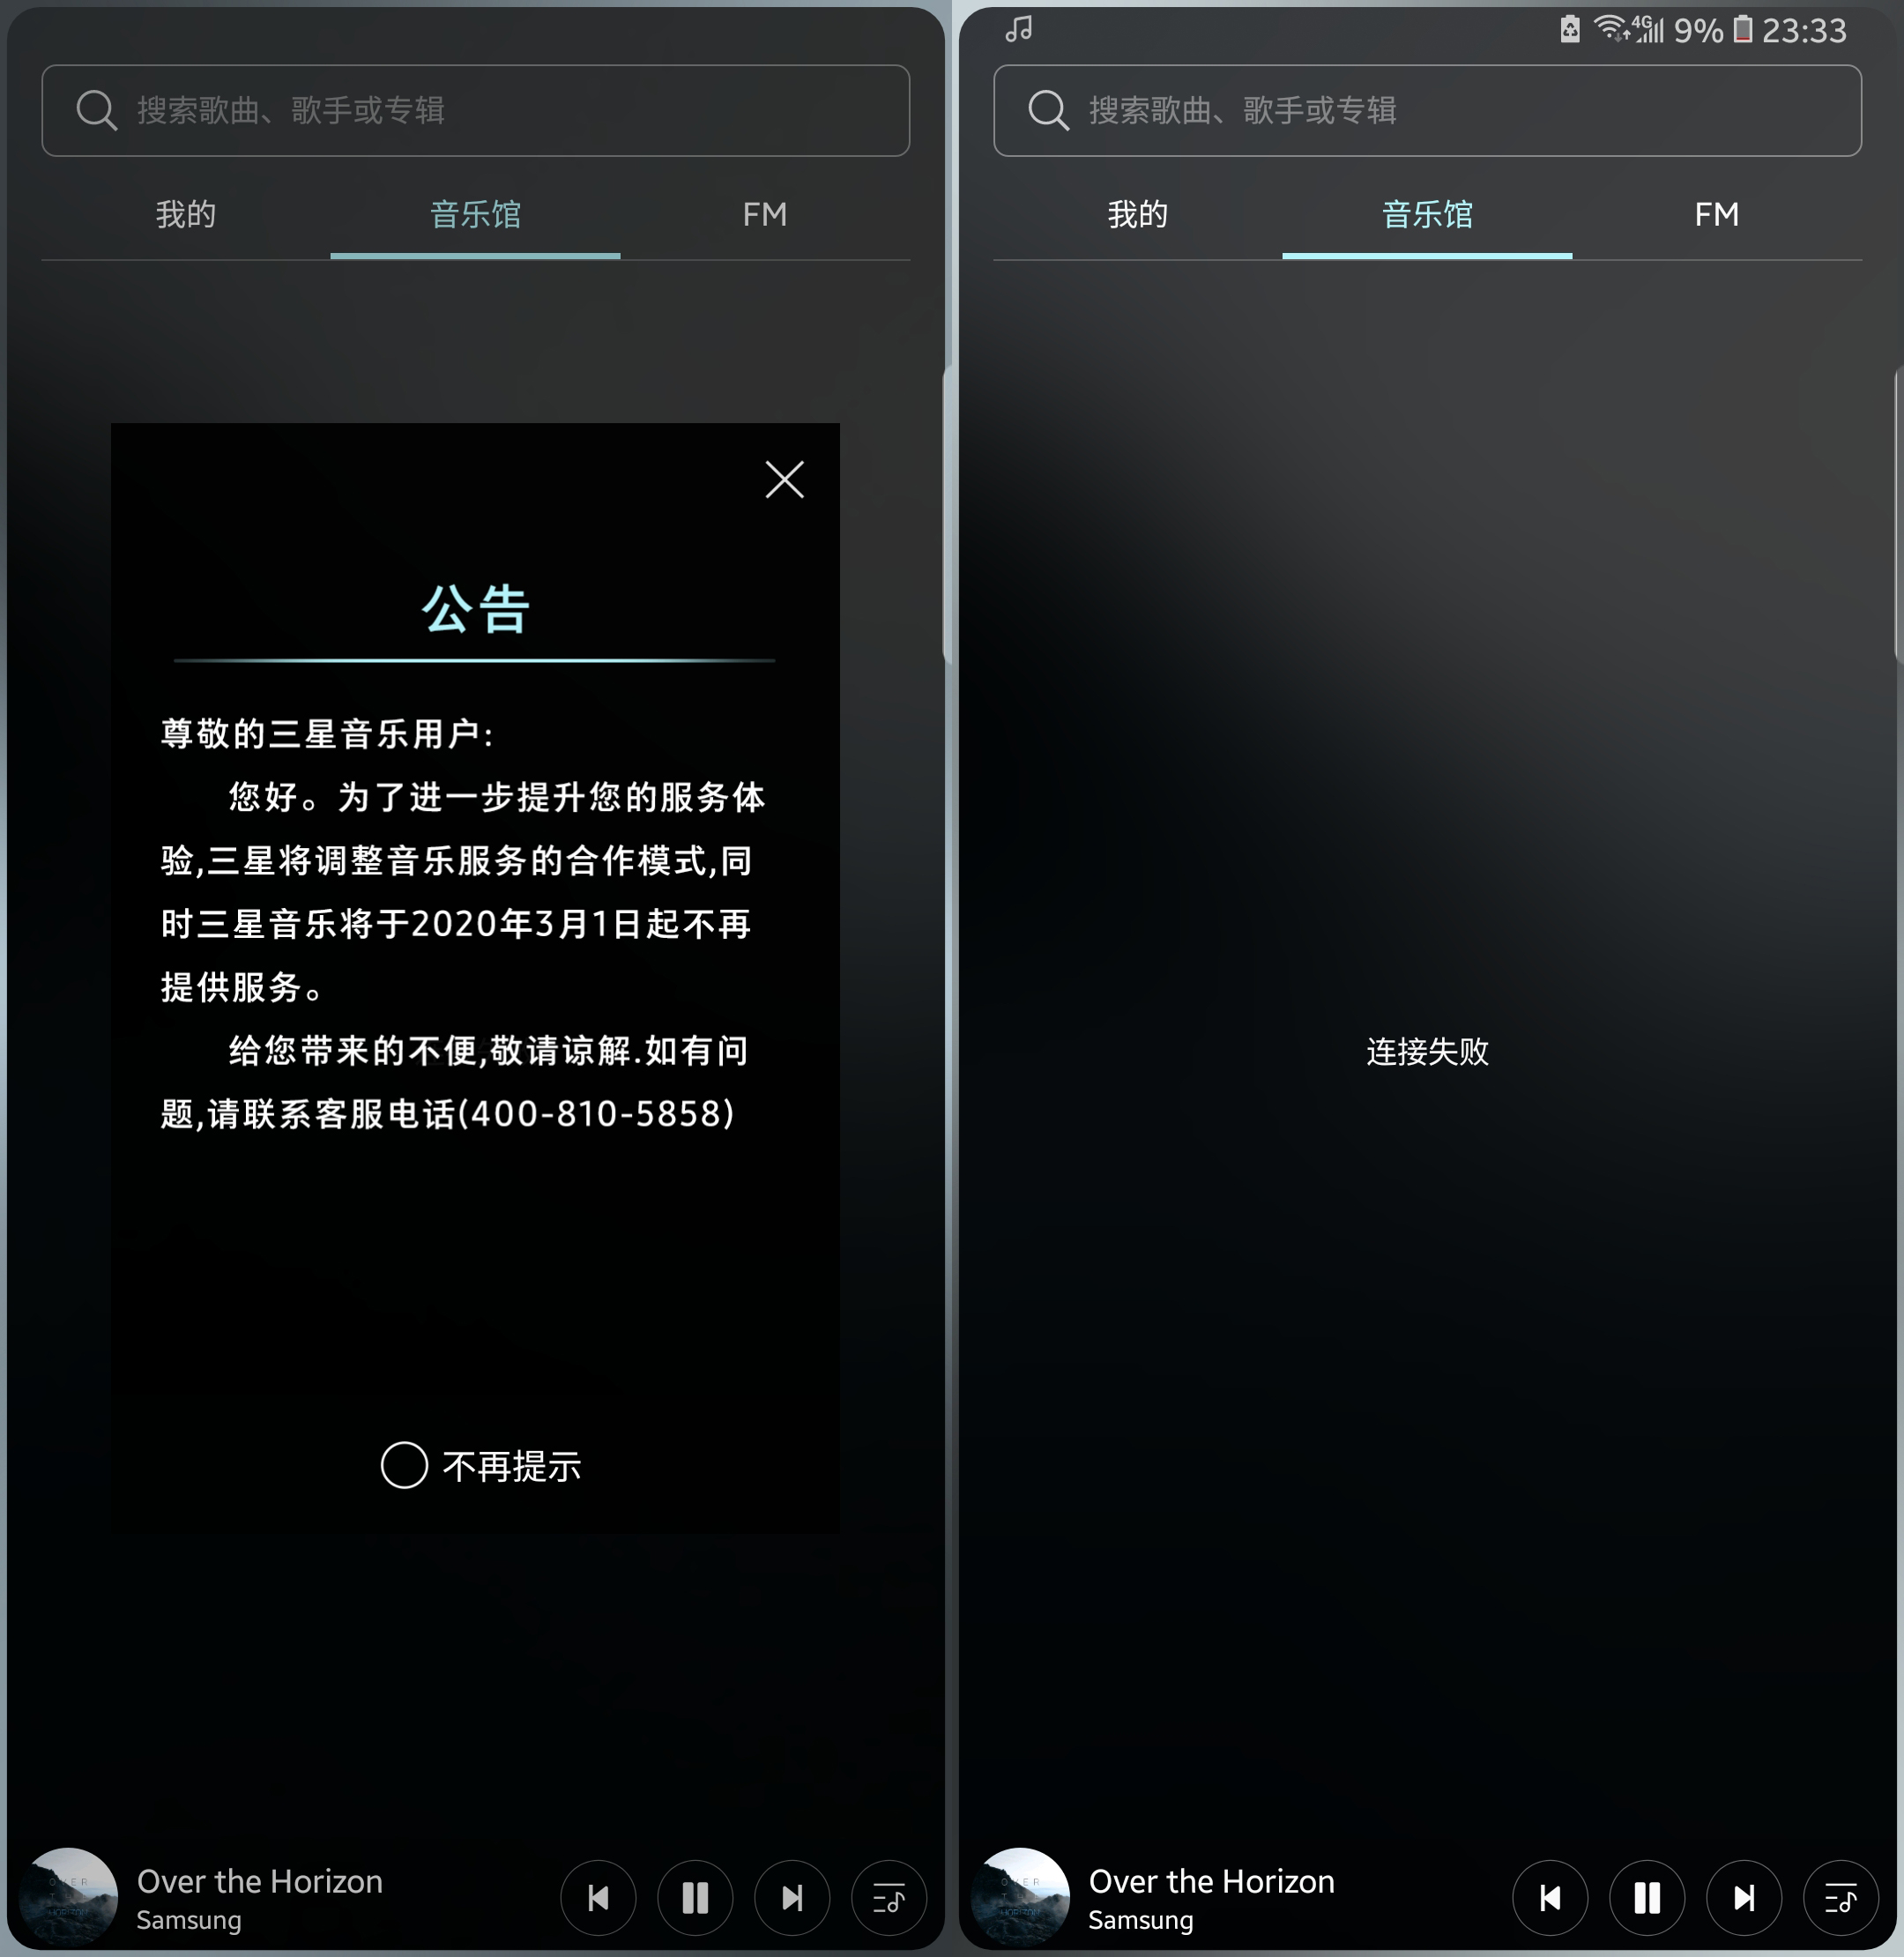 搜索歌曲、歌手或专辑
我的
音乐馆
FM
公告
尊敬的三星音乐用户:
您好。为了进一步提升您的服务体
验,三星将调整音乐服务的合作模式,同
时三星音乐将于2020年3月1日起不再
提供服务。
给您带来的不便,敬请谅解.如有问
题,请联系客服电话(400-810-5858)
不再提示
Over the Horizon
Samsung
4G
9%
23:33
搜索歌曲、歌手或专辑
我的
音乐馆
FM
连接失败
Over the Horizon
Samsung